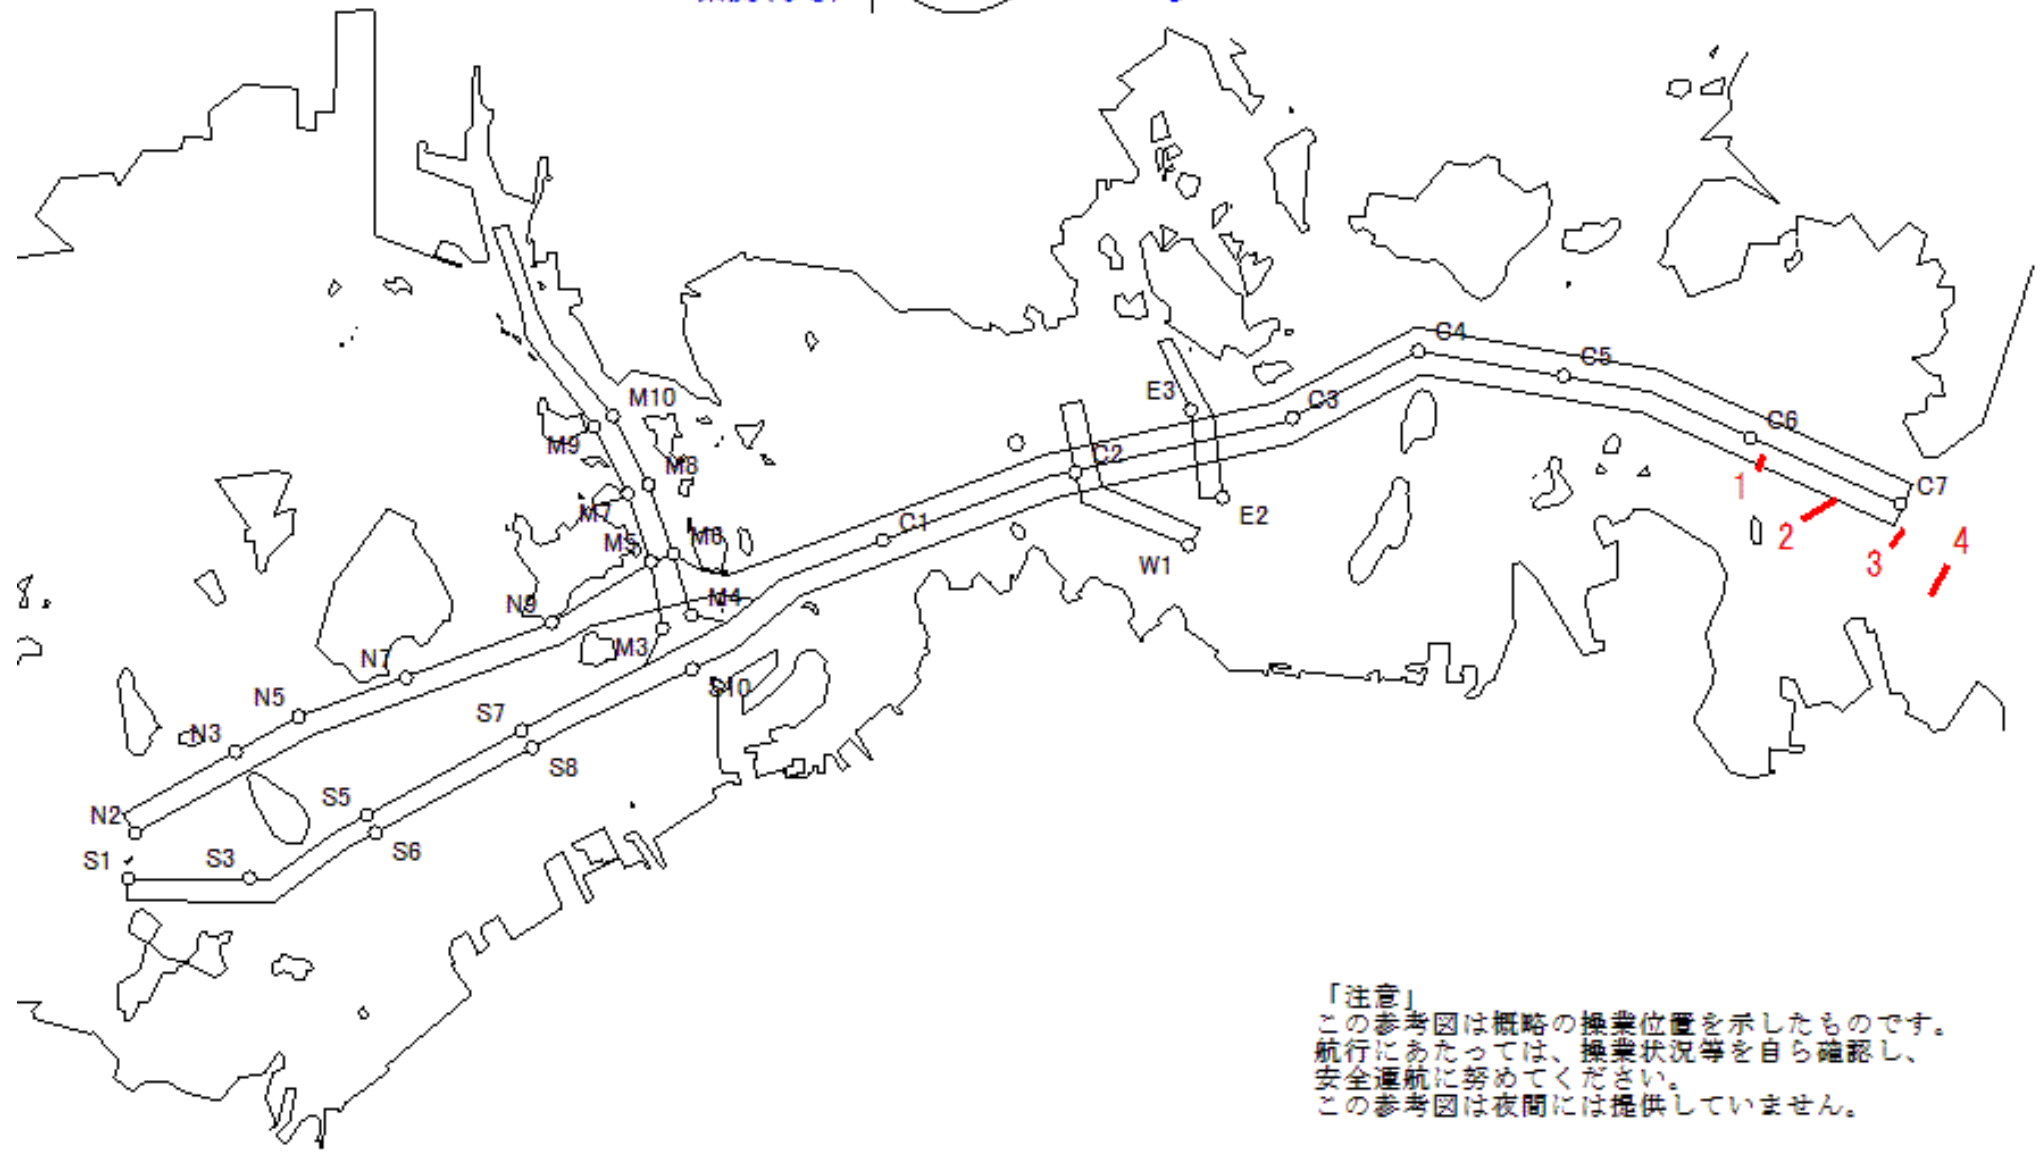 C4
C5
M10
E3
C3
C6
M9
C2
M8
1
C7
M7
C1
E2
2
M5
M6
3
4
W1
N9
M4
N7
M3
S10
N5
S7
N3
S8
S5
N2
S6
S1
S3
「注意」
この参考図は概略の操業位置を示したものです。
航行にあたっては、操業状況等を自ら確認し、
安全運航に努めてください。
この参考図は夜間には提供していません。